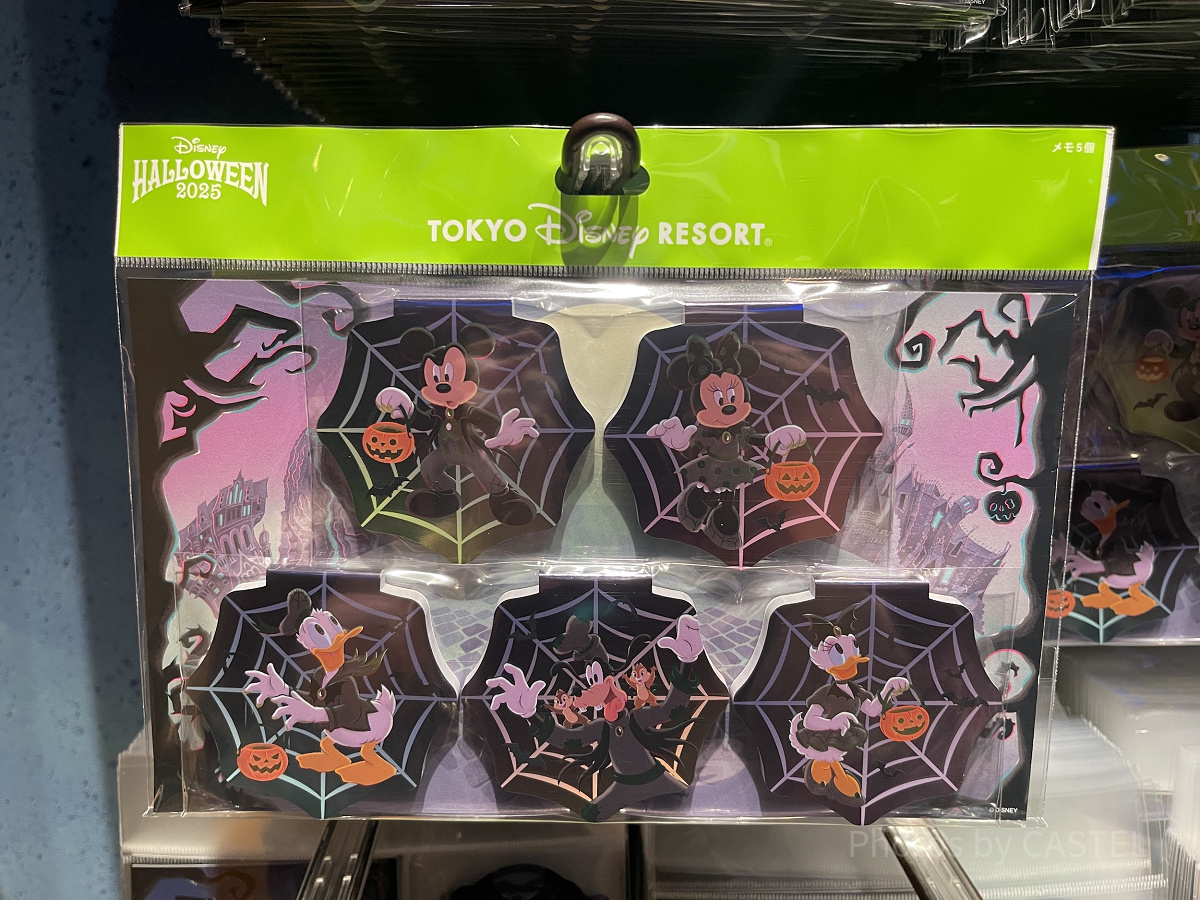 Disney
HALLOWEEN
2025
メモ5個
TOKYO Disney RESORT®
© DISNEY
Photos by CASTEL